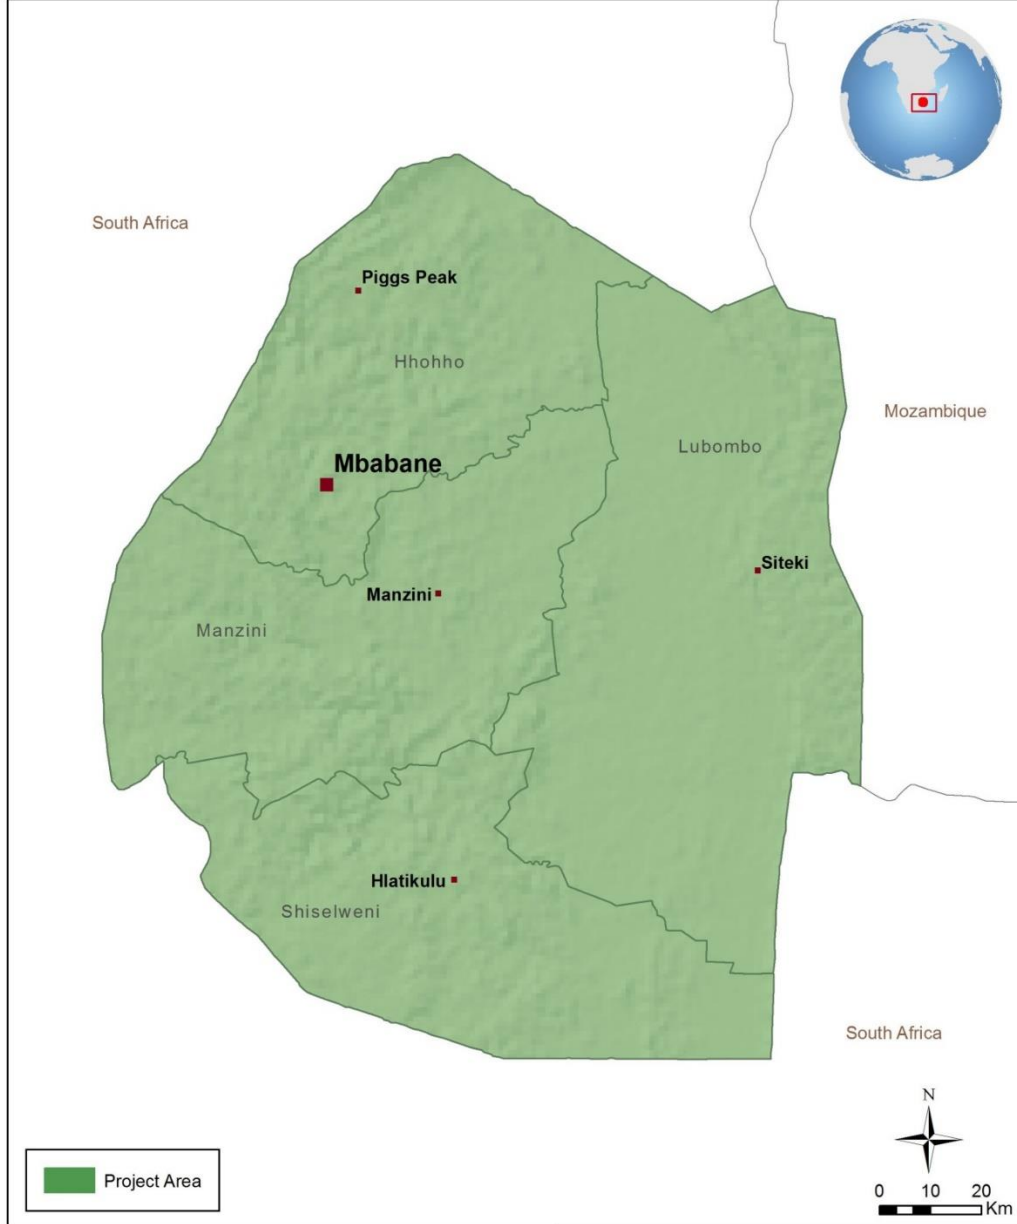 South Africa
Piggs Peak
Hhohho
Mozambique
Lubombo
Mbabane
Siteki
Manzini
Manzini
Hlatikulu
Shiselweni
South Africa
N
Project Area
0 10 20
Km